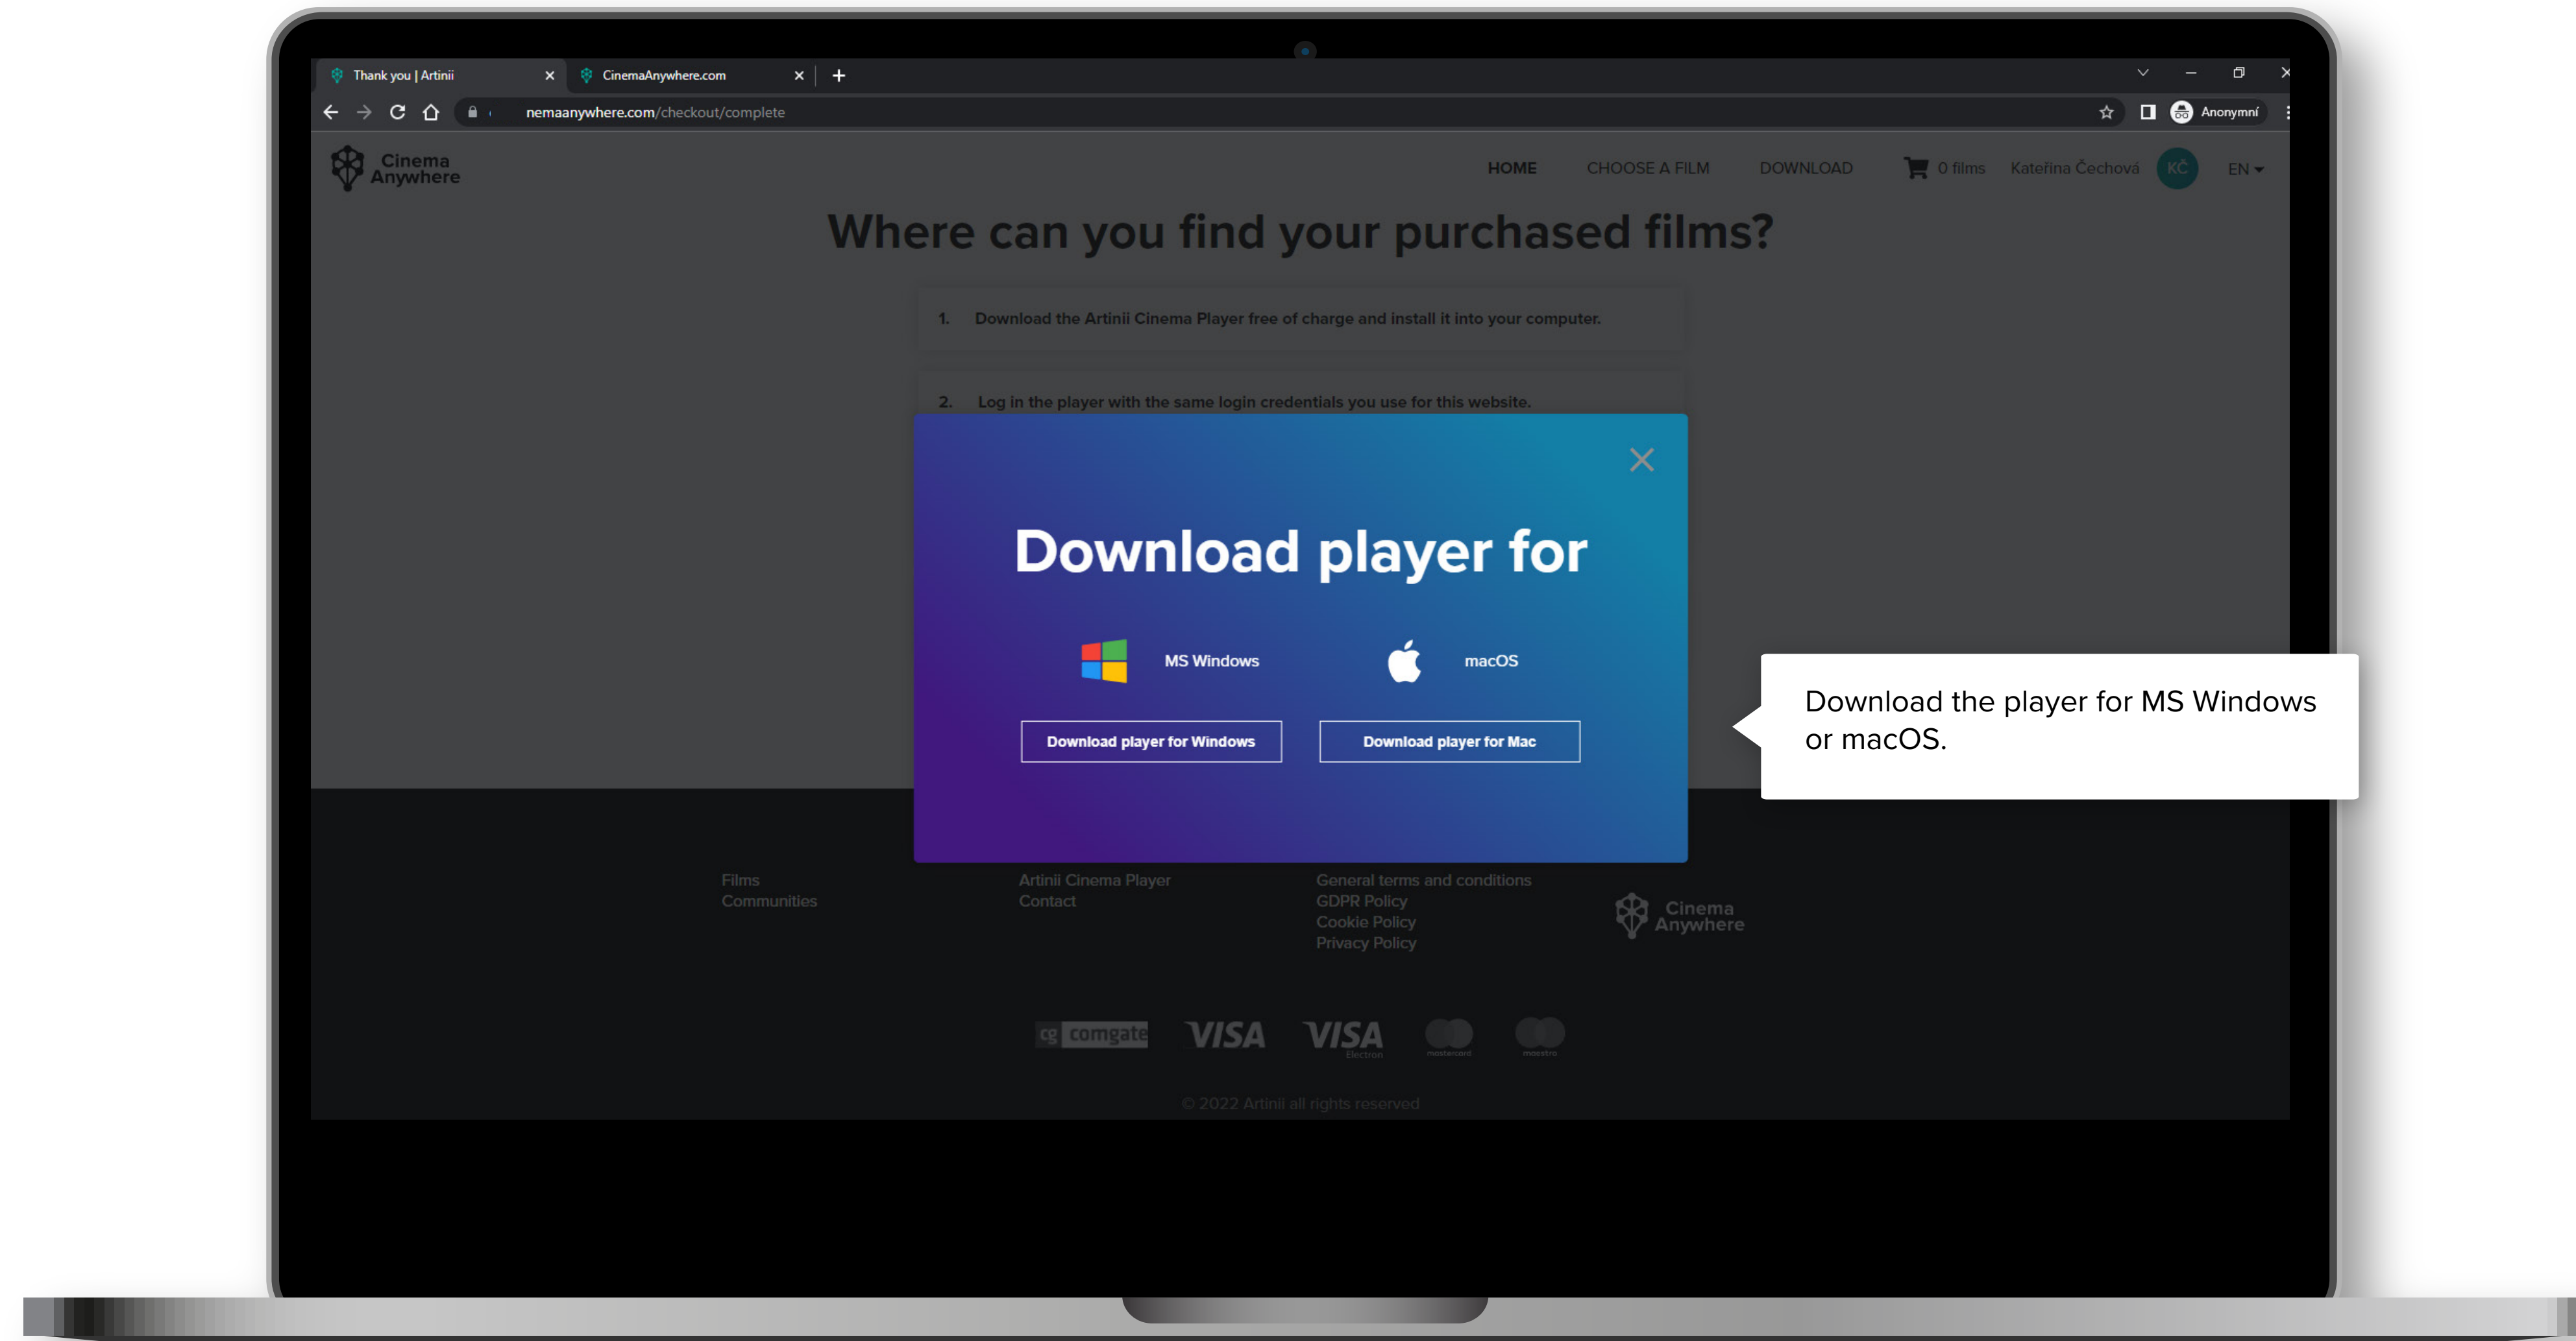 Thank you | Artinii
CinemaAnywhere.com
nemaanywhere.com/checkout/complete
Anonymní
Cinema
Anywhere
HOME
CHOOSE A FILM
DOWNLOAD
0 films
Kateřina Čechová
KČ
EN
Where can you find your purchased films?
1. Download the Artinii Cinema Player free of charge and install it into your computer.
2. Log in the player with the same login credentials you use for this website.
Download player for
MS Windows
macOS
Download player for Windows
Download player for Mac
Download the player for MS Windows
or macOS.
Films
Communities
Artinii Cinema Player
Contact
General terms and conditions
GDPR Policy
Cookie Policy
Privacy Policy
Cinema
Anywhere
cg comgate
VISA
VISA
Electron
mastercard
maestro
© 2022 Artinii all rights reserved